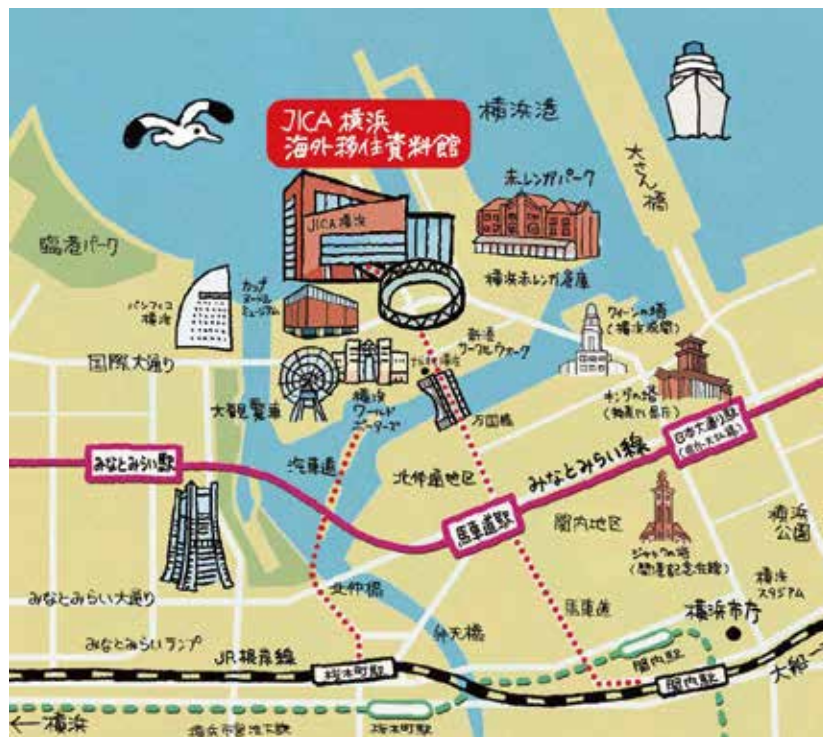 横浜港
JICA 横浜
海外移住資料館
大さん橋
赤レンガパーク
JICA 横浜
臨港パーク
横浜赤レンガ倉庫
パシフィコ
横浜
カップ
ヌードル
ミュージアム
クイーンの塔
(横浜税関)
新港
サークルウォーク
国際大通り
大観覧車
横浜
ワールド
ポーターズ
万国橋
キングの塔
日本大通り駅
みなとみらい線
みなとみらい駅
汽車道
北仲通地区
馬車道駅
関内地区
横浜
公園
ジャックの塔
(開港記念会館)
横浜
スタジアム
みなとみらい大通り
北仲橋
馬車道
横浜市庁
弁天橋
みなとみらいランプ
JR根岸線
桜木町駅
関内駅
関内駅
大船→
←横浜
横浜市営地下鉄
桜木町駅